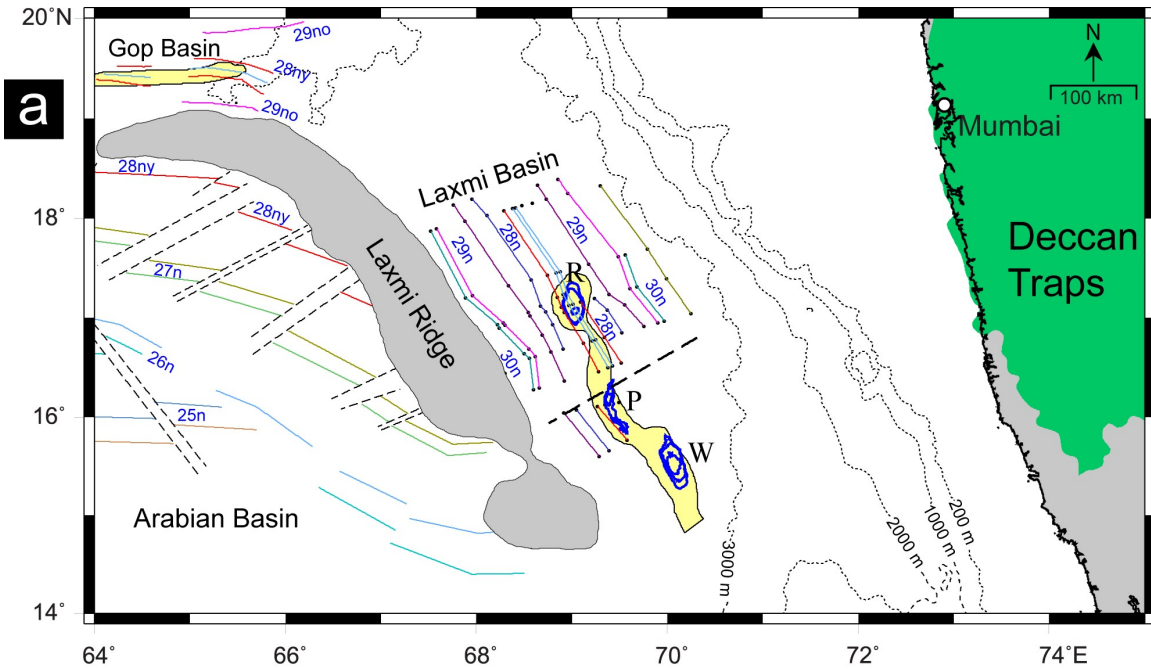 20˚N
Gop Basin
29no
28ny
29no
a
N
100 km
Mumbai
28ny
Laxmi Basin
18˚
28ny
29n
28n
29n
30n
27n
R
28n
Laxmi Ridge
Deccan
Traps
26n
30n
16˚
25n
P
W
Arabian Basin
3000 m
2000 m
1000 m
200 m
14˚
64˚
66˚
68˚
70˚
72˚
74˚E